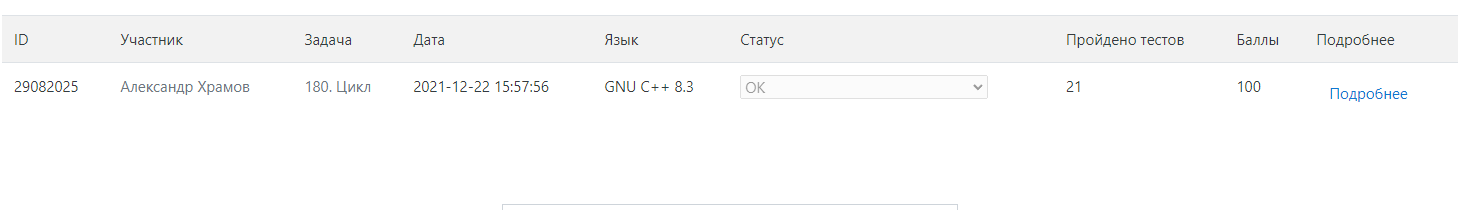 ID Участник Задача Дата Язык Статус Пройдено тестов Баллы Подробнее
29082025 Александр Храмов 180. Цикл 2021-12-22 15:57:56 GNU C++ 8.3 OK 21 100 Подробнее